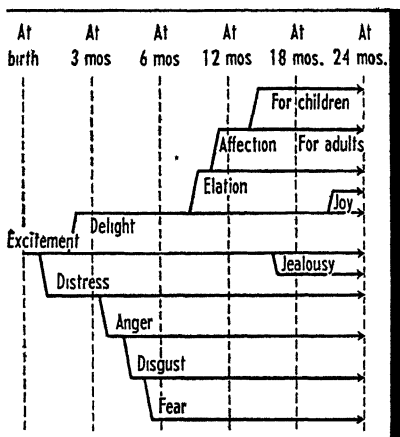 At At At At At At
birth 3 mos 6 mos 12 mos 18 mos. 24 mos.
For children
Affection For adults
Elation
Joy
Delight
Excitement
Jealousy
Distress
Anger
Disgust
Fear